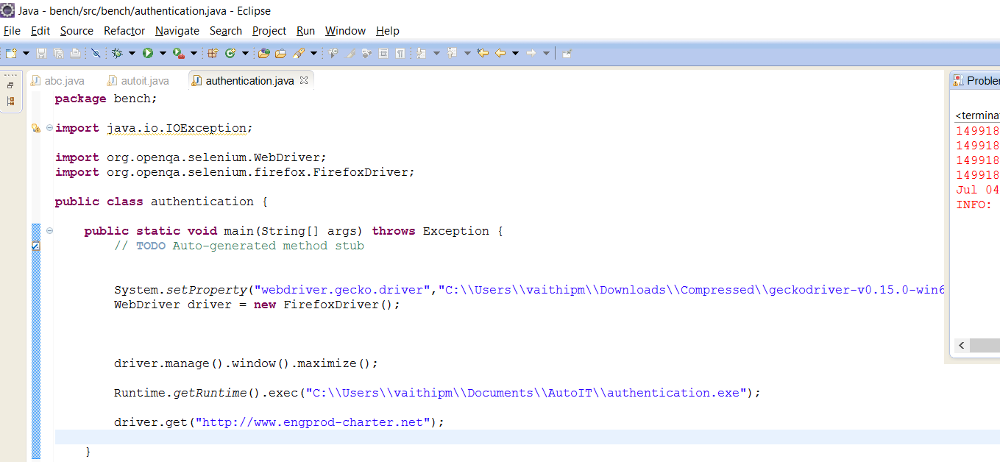 Java - bench/src/bench/authentication.java - Eclipse
File Edit Source Refactor Navigate Search Project Run Window Help
abc.java autoit.java authentication.java
package bench;
import java.io.IOException;
import org.openqa.selenium.WebDriver;
import org.openqa.selenium.firefox.FirefoxDriver;
public class authentication {
public static void main(String[] args) throws Exception {
// TODO Auto-generated method stub
System.setProperty("webdriver.gecko.driver","C:\\Users\\vaithipm\\Downloads\\Compressed\\geckodriver-v0.15.0-win6
WebDriver driver = new FirefoxDriver();
driver.manage().window().maximize();
Runtime.getRuntime().exec("C:\\Users\\vaithipm\\Documents\\AutoIT\\authentication.exe");
driver.get("http://www.engprod-charter.net");
}
Problem
<termina
149918
149918
149918
149918
Jul 04
INFO: